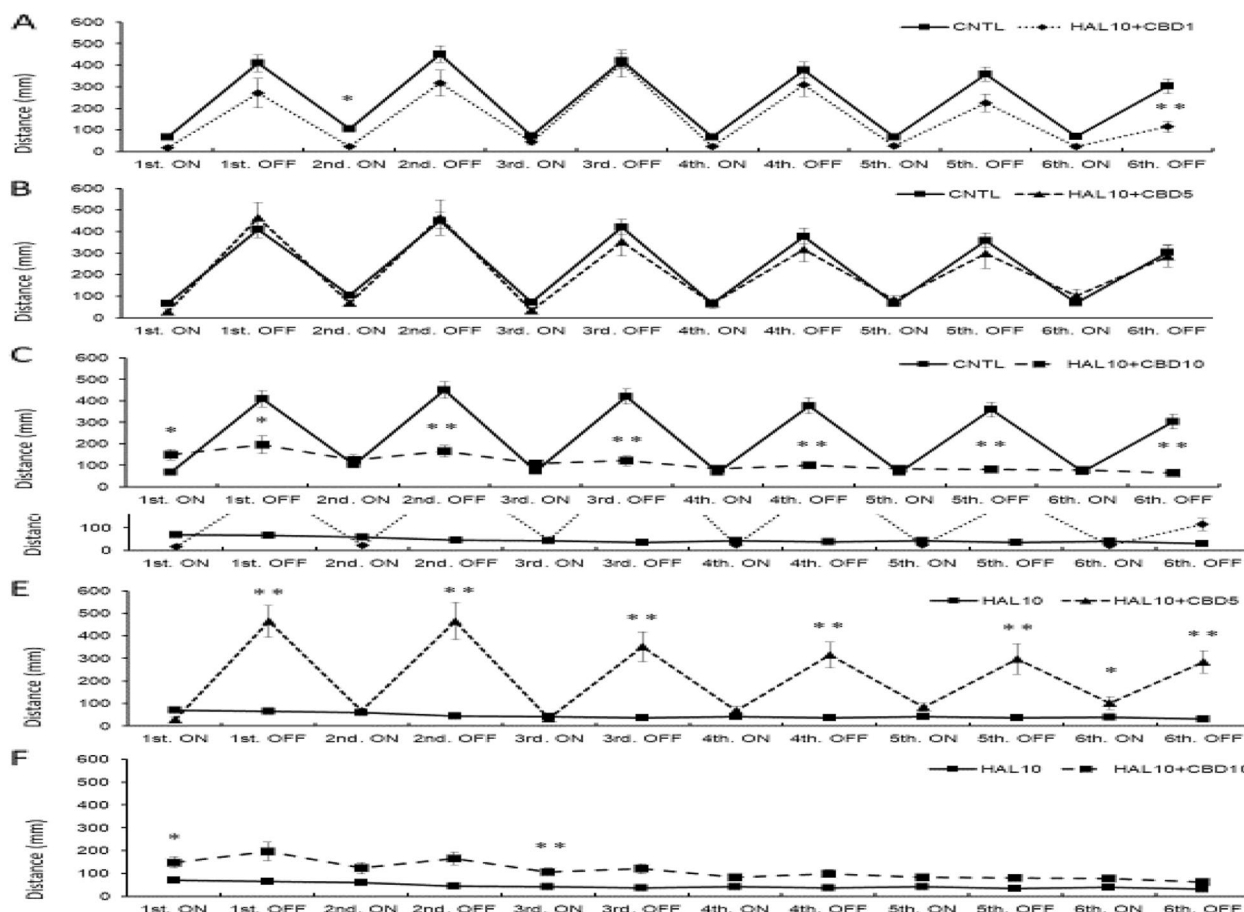 A
600
CNTL HAL10+CBD1
500
400
300
*
200
**
100
0
Distance (mm)
1st. ON 1st. OFF 2nd. ON 2nd. OFF 3rd. ON 3rd. OFF 4th. ON 4th. OFF 5th. ON 5th. OFF 6th. ON 6th. OFF
B
600
CNTL HAL10+CBD5
500
400
300
200
100
0
Distance (mm)
1st. ON 1st. OFF 2nd. ON 2nd. OFF 3rd. ON 3rd. OFF 4th. ON 4th. OFF 5th. ON 5th. OFF 6th. ON 6th. OFF
C
600
CNTL HAL10+CBD10
500
400
300
* * ** ** ** ** **
200
100
0
Distance (mm)
1st. ON 1st. OFF 2nd. ON 2nd. OFF 3rd. ON 3rd. OFF 4th. ON 4th. OFF 5th. ON 5th. OFF 6th. ON 6th. OFF
100
0
1st. ON 1st. OFF 2nd. ON 2nd. OFF 3rd. ON 3rd. OFF 4th. ON 4th. OFF 5th. ON 5th. OFF 6th. ON 6th. OFF
** ** ** ** ** * **
600
HAL10 HAL10+CBD5
500
400
300
200
100
0
Distance (mm)
1st. ON 1st. OFF 2nd. ON 2nd. OFF 3rd. ON 3rd. OFF 4th. ON 4th. OFF 5th. ON 5th. OFF 6th. ON 6th. OFF
600
HAL10 HAL10+CBD10
500
400
300
* **
200
100
0
Distance (mm)
1st. ON 1st. OFF 2nd. ON 2nd. OFF 3rd. ON 3rd. OFF 4th. ON 4th. OFF 5th. ON 5th. OFF 6th. ON 6th. OFF